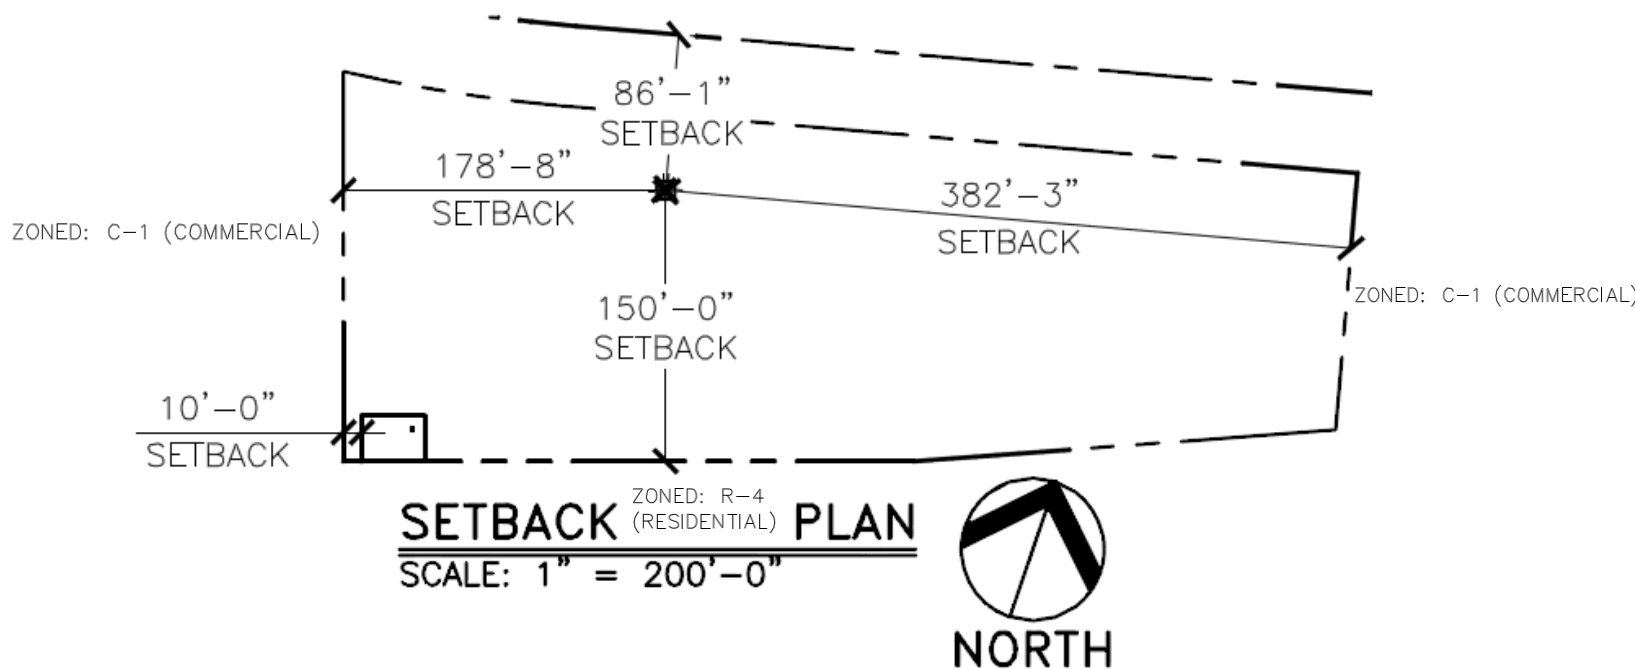 86’-1”
SETBACK
178’-8”
SETBACK
382’-3”
SETBACK
ZONED: C-1 (COMMERCIAL)
ZONED: C-1 (COMMERCIAL)
150’-0”
SETBACK
10’-0”
SETBACK
ZONED: R-4
(RESIDENTIAL)
SETBACK PLAN
SCALE: 1” = 200’-0”
NORTH